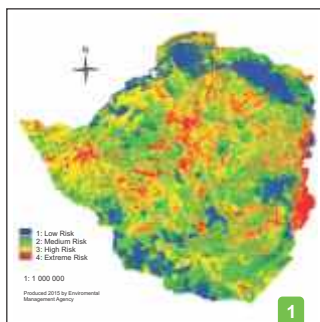 N
1: Low Risk
2: Medium Risk
3: High Risk
4: Extreme Risk
1: 1 000 000
Produced 2015 by Enviromental
Management Agency
1